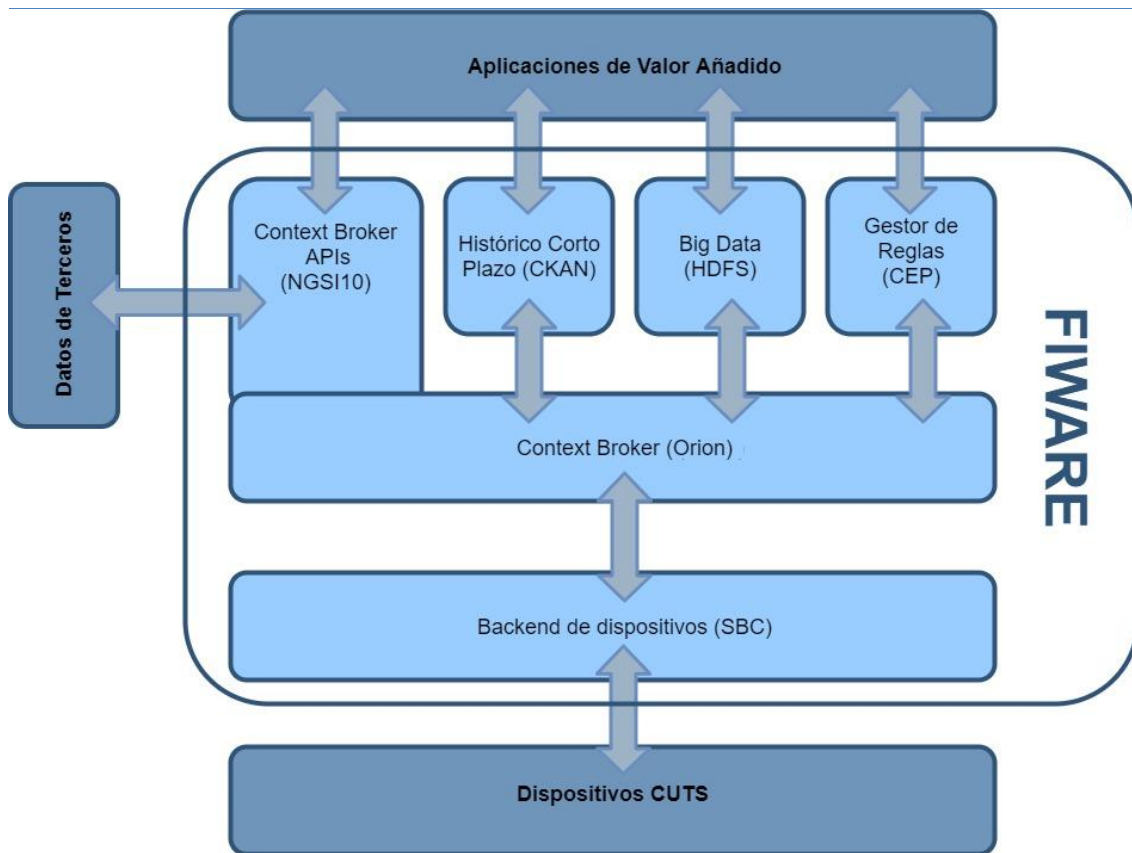 Aplicaciones de Valor Añadido
Datos de Terceros
Context Broker
APIs
(NGSI10)
Histórico Corto
Plazo (CKAN)
Big Data
(HDFS)
Gestor de
Reglas
(CEP)
FIWARE
Context Broker (Orion)
Backend de dispositivos (SBC)
Dispositivos CUTS